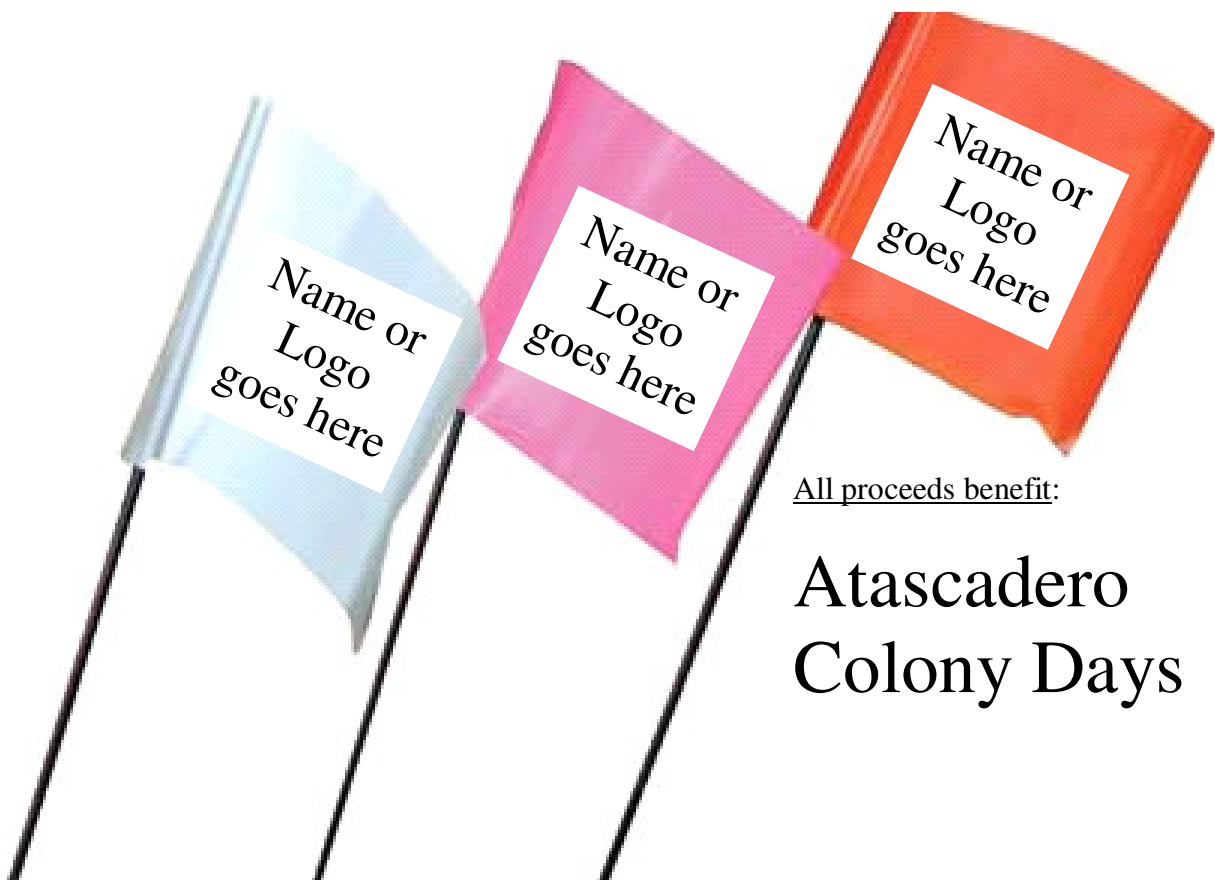 Name or
Logo
goes here
Name or
Logo
goes here
Name or
Logo
goes here
All proceeds benefit:
Atascadero
Colony Days